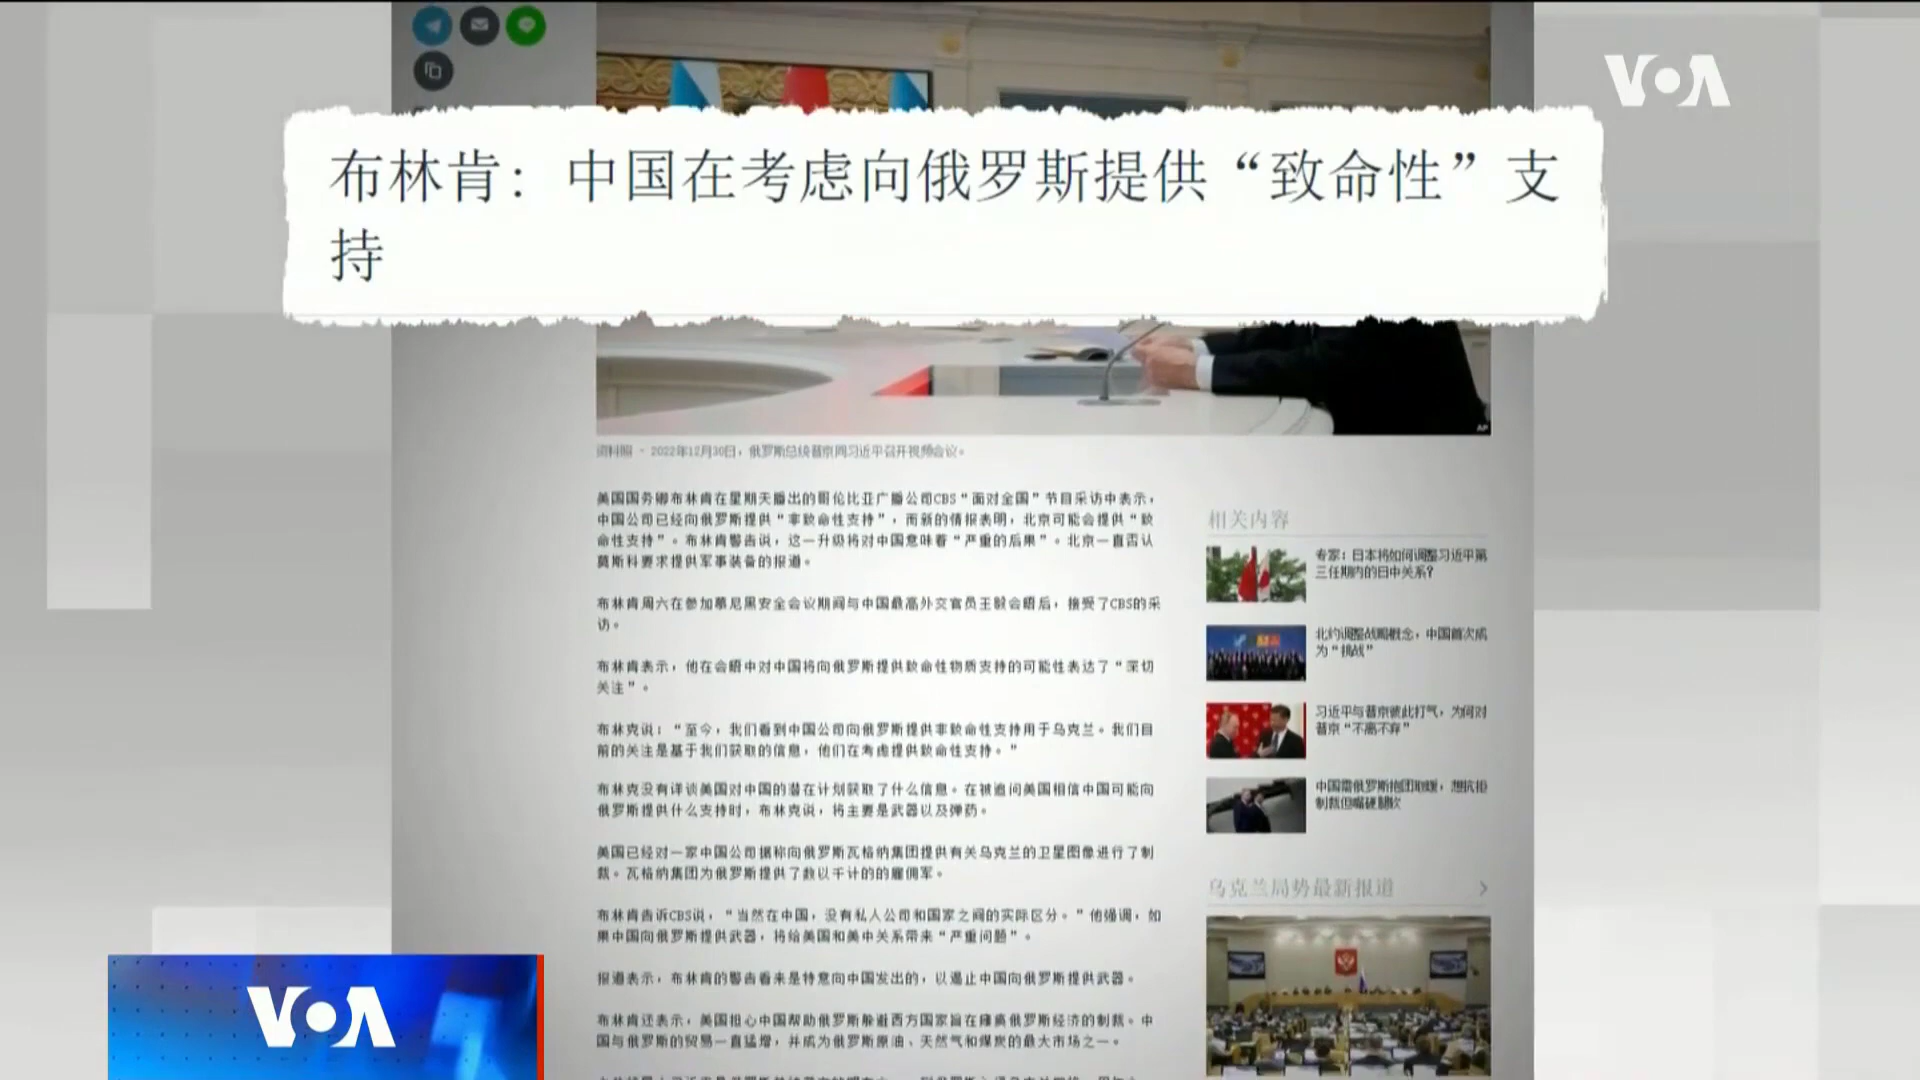 VOA
布林肯：中国在考虑向俄罗斯提供“致命性”支
持
AP
资料照 - 2022年12月30日，俄罗斯总统普京同习近平召开视频会议。
美国国务卿布林肯在星期天播出的哥伦比亚广播公司CBS“面对全国”节目采访中表示，
中国公司已经向俄罗斯提供“非致命性支持”，而新的情报表明，北京可能会提供“致
命性支持”。布林肯警告说，这一升级将对中国意味着“严重的后果”。北京一直否认
莫斯科要求提供军事装备的报道。
布林肯周六在参加慕尼黑安全会议期间与中国最高外交官员王毅会晤后，接受了CBS的采
访。
布林肯表示，他在会晤中对中国将向俄罗斯提供致命性物质支持的可能性表达了“深切
关注”。
布林克说：“至今，我们看到中国公司向俄罗斯提供非致命性支持用于乌克兰。我们目
前的关注是基于我们获取的信息，他们在考虑提供致命性支持。”
布林克没有详谈美国对中国的潜在计划获取了什么信息。在被追问美国相信中国可能向
俄罗斯提供什么支持时，布林克说，将主要是武器以及弹药。
美国已经对一家中国公司据称向俄罗斯瓦格纳集团提供有关乌克兰的卫星图像进行了制
裁。瓦格纳集团为俄罗斯提供了数以千计的的雇佣军。
布林肯告诉CBS说，“当然在中国，没有私人公司和国家之间的实际区分。”他强调，如
果中国向俄罗斯提供武器，将给美国和美中关系带来“严重问题”。
报道表示，布林肯的警告看来是特意向中国发出的，以遏止中国向俄罗斯提供武器。
布林肯还表示，美国担心中国帮助俄罗斯躲避西方国家旨在瘫痪俄罗斯经济的制裁。中
国与俄罗斯的贸易一直猛增，并成为俄罗斯原油、天然气和煤炭的最大市场之一。
相关内容
专家：日本将如何调整习近平第
三任期内的日中关系？
北约调整战略概念，中国首次成
为“挑战”
习近平与普京彼此打气，为何对
普京“不离不弃”
中国需俄罗斯抱团取暖，想抗拒
制裁但嘴硬腿软
乌克兰局势最新报道
VOA